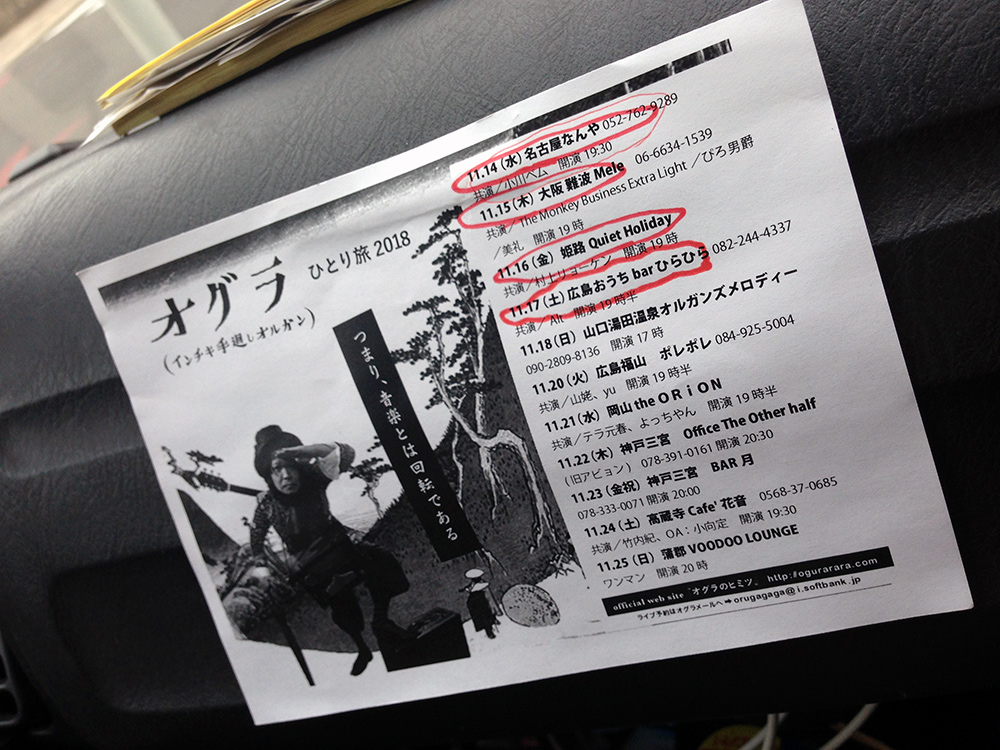 オグラ
ひとり旅 2018
(インチキ手廻しオルガン)
つまり、音楽とは回転である
11.14 (水) 名古屋なんや 052-762-9289
共演／小川ペム 開演 19:30
11.15 (木) 大阪 難波 Mele 06-6634-1539
共演／The Monkey Business Extra Light ／ぴろ男爵
／美礼 開演 19 時
11.16 (金) 姫路 Quiet Holiday
共演／村上リョーケン 開演 19 時
11.17 (土) 広島おうち bar ひらひら 082-244-4337
共演／Alt 開演 19 時半
11.18 (日) 山口湯田温泉オルガンズメロディー
090-2809-8136 開演 17 時
11.20 (火) 広島福山 ポレポレ 084-925-5004
共演／山姥、yu 開演 19 時半
11.21 (水) 岡山 the O R i O N
共演／テラ元春、よっちゃん 開演 19 時半
11.22 (木) 神戸三宮 Office The Other half
(旧アビョン) 078-391-0161 開演 20:30
11.23 (金祝) 神戸三宮 BAR 月
078-333-0071 開演 20:00
11.24 (土) 高蔵寺 Cafe' 花音 0568-37-0685
共演／竹内紀、OA：小向定 開演 19:30
11.25 (日) 蒲郡 VOODOO LOUNGE
ワンマン 開演 20 時
official web site「オグラのヒミツ」 http://ogurarara.com
ライブ予約はオグラメールへ➡orugagaga@i.softbank.jp